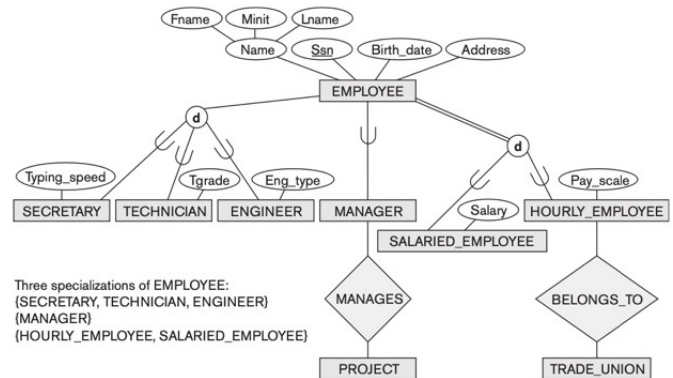 Fname Minit Lname
Name Ssn Birth_date Address
EMPLOYEE
d
d
Typing_speed Tgrade Eng_type Pay_scale
SECRETARY TECHNICIAN ENGINEER MANAGER Salary HOURLY_EMPLOYEE
SALARIED_EMPLOYEE
Three specializations of EMPLOYEE:
{SECRETARY, TECHNICIAN, ENGINEER}
{MANAGER}
{HOURLY_EMPLOYEE, SALARIED_EMPLOYEE}
MANAGES BELONGS_TO
PROJECT TRADE_UNION